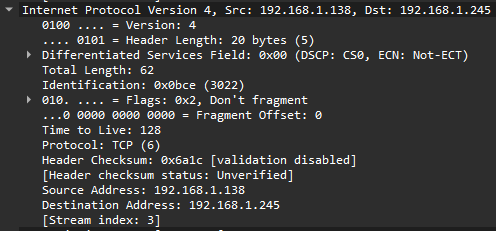 Internet Protocol Version 4, Src: 192.168.1.138, Dst: 192.168.1.245
0100 .... = Version: 4
.... 0101 = Header Length: 20 bytes (5)
Differentiated Services Field: 0x00 (DSCP: CS0, ECN: Not-ECT)
Total Length: 62
Identification: 0x0bce (3022)
010. .... = Flags: 0x2, Don't fragment
...0 0000 0000 0000 = Fragment Offset: 0
Time to Live: 128
Protocol: TCP (6)
Header Checksum: 0x6a1c [validation disabled]
[Header checksum status: Unverified]
Source Address: 192.168.1.138
Destination Address: 192.168.1.245
[Stream index: 3]